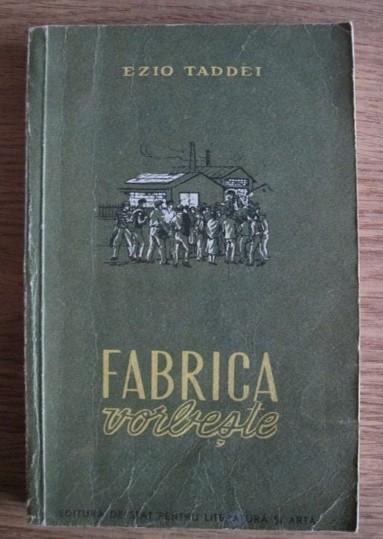 EZIO TADDEI
FABRICA
vorbește
EDITURA DE STAT PENTRU LITERATURĂ ȘI ARTĂ